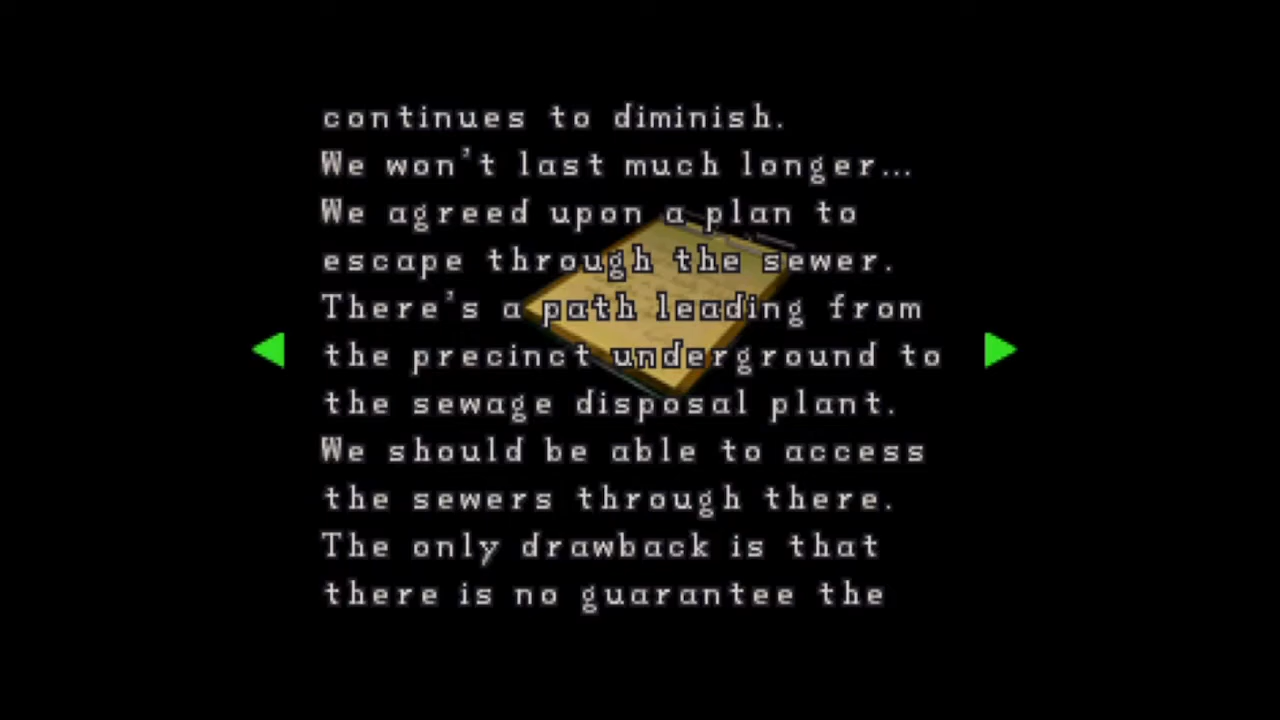 continues to diminish.
We won't last much longer...
We agreed upon a plan to
escape through the sewer.
There's a path leading from
the precinct underground to
the sewage disposal plant.
We should be able to access
the sewers through there.
The only drawback is that
there is no guarantee the